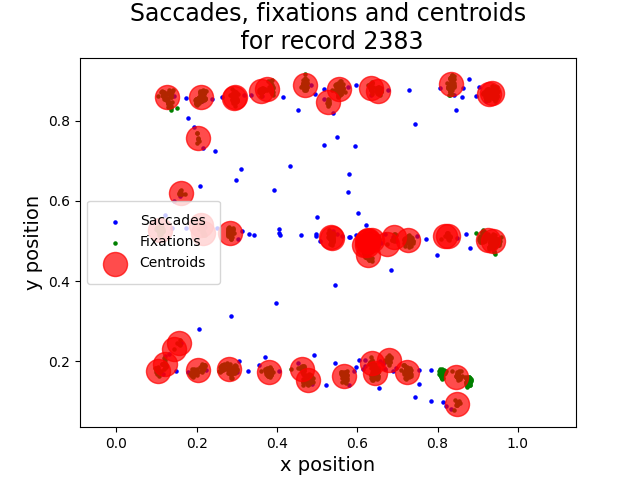 Saccades, fixations and centroids
for record 2383
y position
0.8
0.6
0.4
0.2
Saccades
Fixations
Centroids
0.0 0.2 0.4 0.6 0.8 1.0
x position